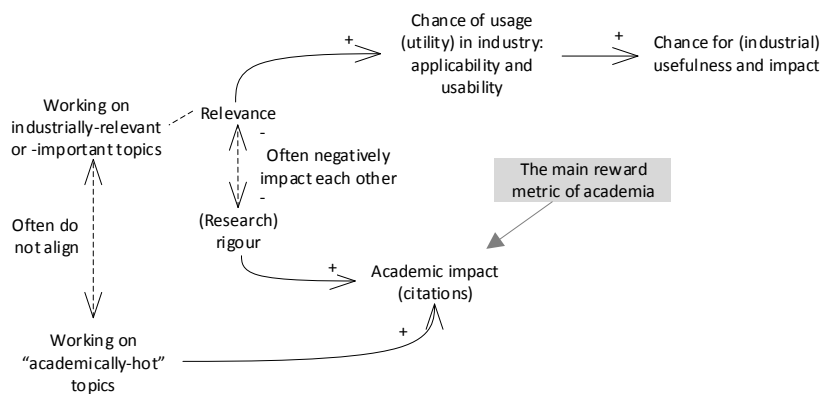 Chance of usage
(utility) in industry:
applicability and
usability
+
+
Chance for (industrial)
usefulness and impact
Working on
industrially-relevant
or -important topics
Relevance
-
Often negatively
impact each other
-
The main reward
metric of academia
Often do
not align
(Research)
rigour
+
Academic impact
(citations)
+
Working on
“academically-hot”
topics